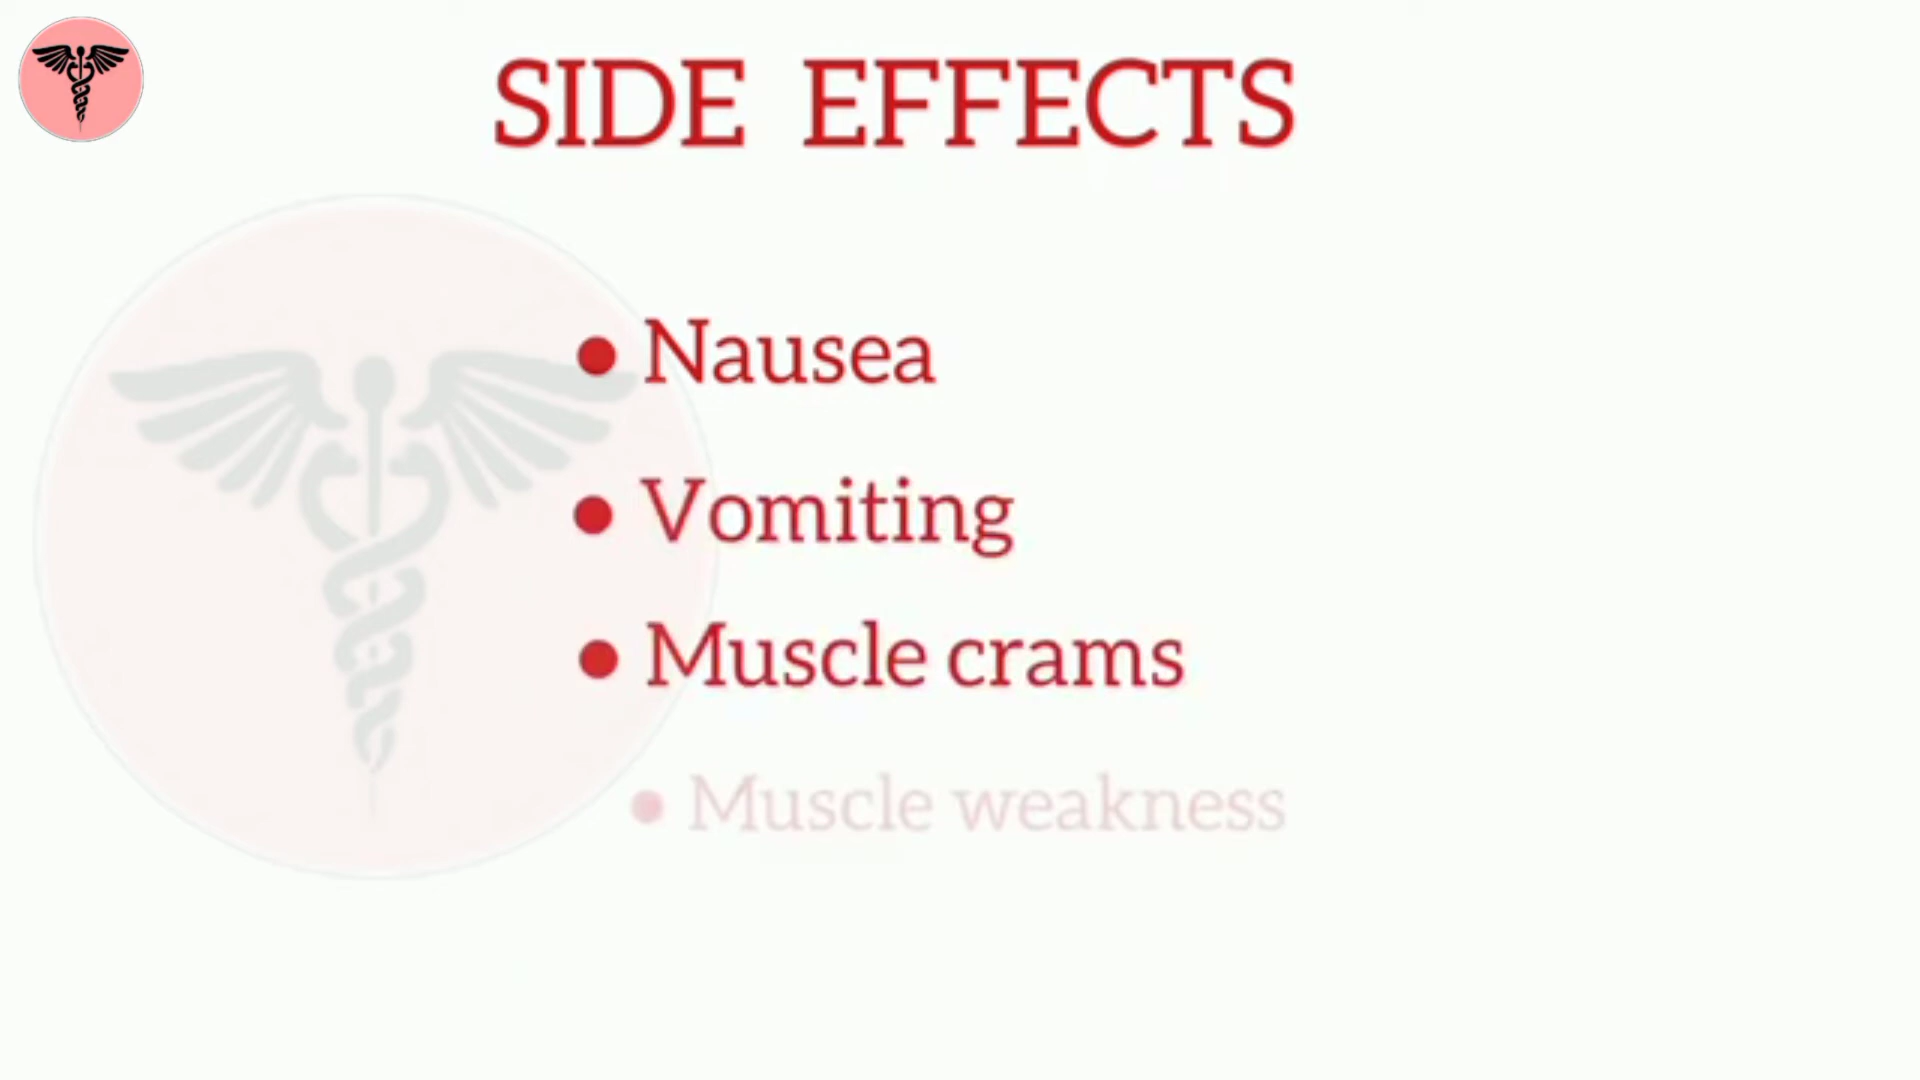 SIDE EFFECTS
• Nausea
• Vomiting
• Muscle crams
• Muscle weakness